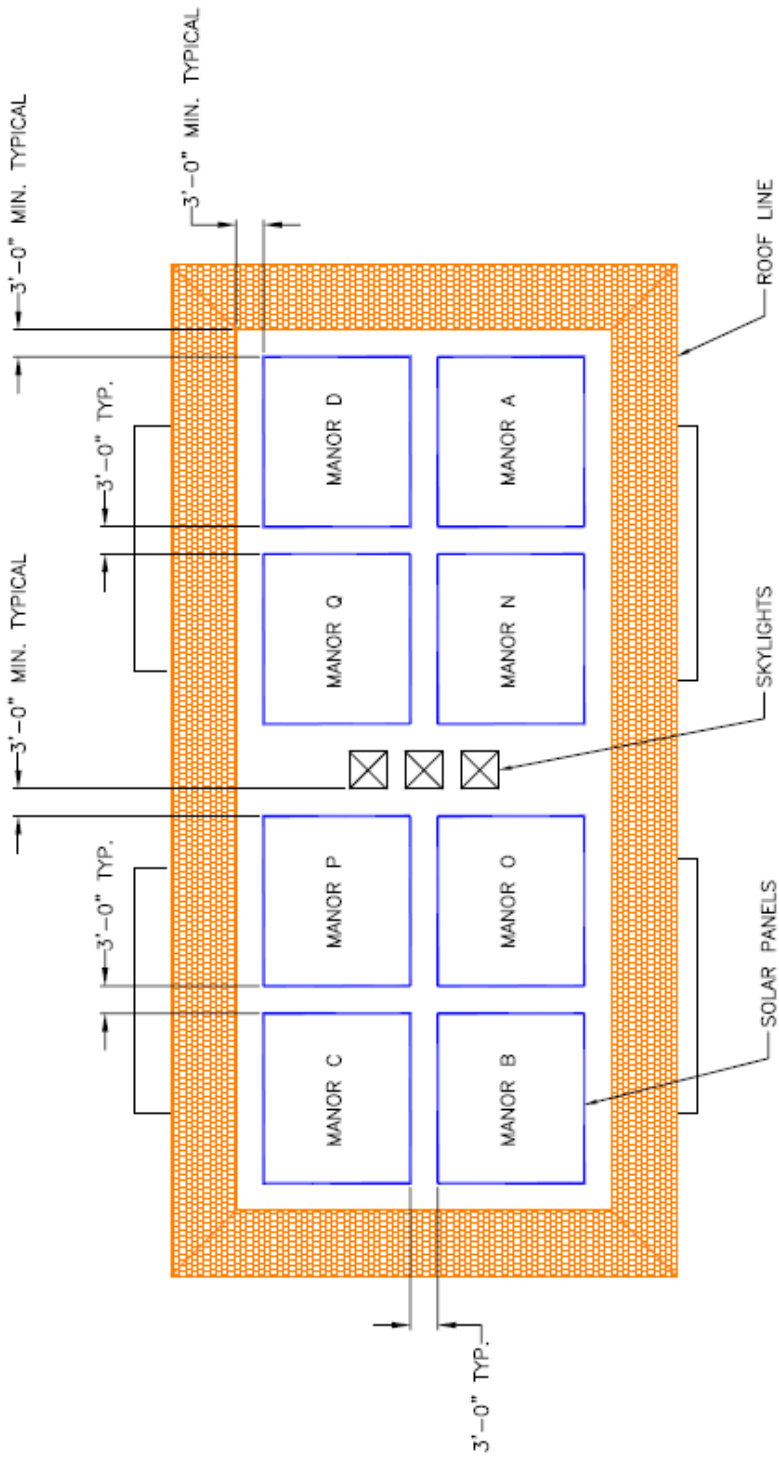 3'-0" MIN. TYPICAL
3'-0" MIN. TYPICAL
3'-0" TYP.
3'-0" MIN. TYPICAL
3'-0" TYP.
MANOR C
MANOR P
MANOR Q
MANOR D
MANOR B
MANOR O
MANOR N
MANOR A
3'-0" TYP.
SOLAR PANELS
SKYLIGHTS
ROOF LINE